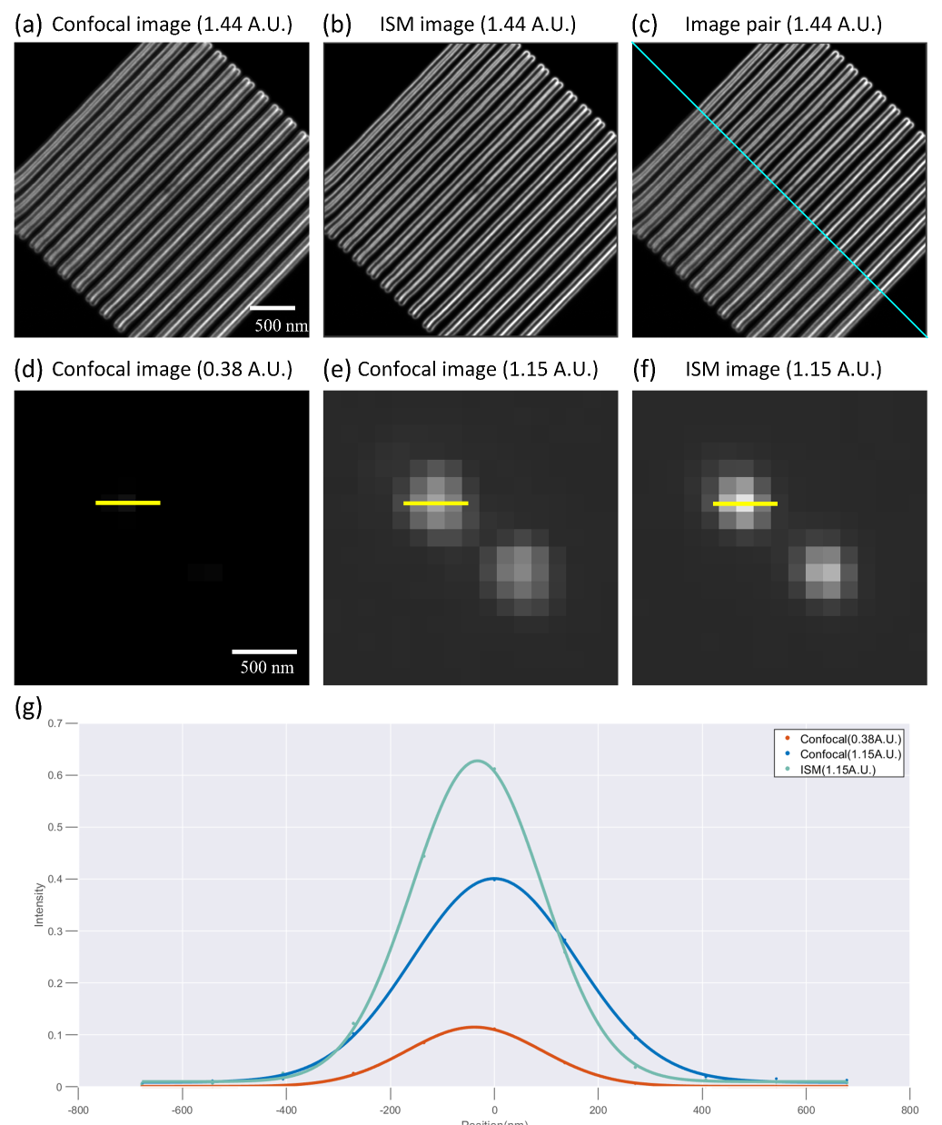 (a) Confocal image (1.44 A.U.) (b) ISM image (1.44 A.U.) (c) Image pair (1.44 A.U.)
500 nm
(d) Confocal image (0.38 A.U.) (e) Confocal image (1.15 A.U.) (f) ISM image (1.15 A.U.)
500 nm
(g)
0.7
Confocal(0.38A.U.)
Confocal(1.15A.U.)
ISM(1.15A.U.)
0.6
0.5
0.4
Intensity
0.3
0.2
0.1
0
-800 -600 -400 -200 0 200 400 600 800
Position(nm)